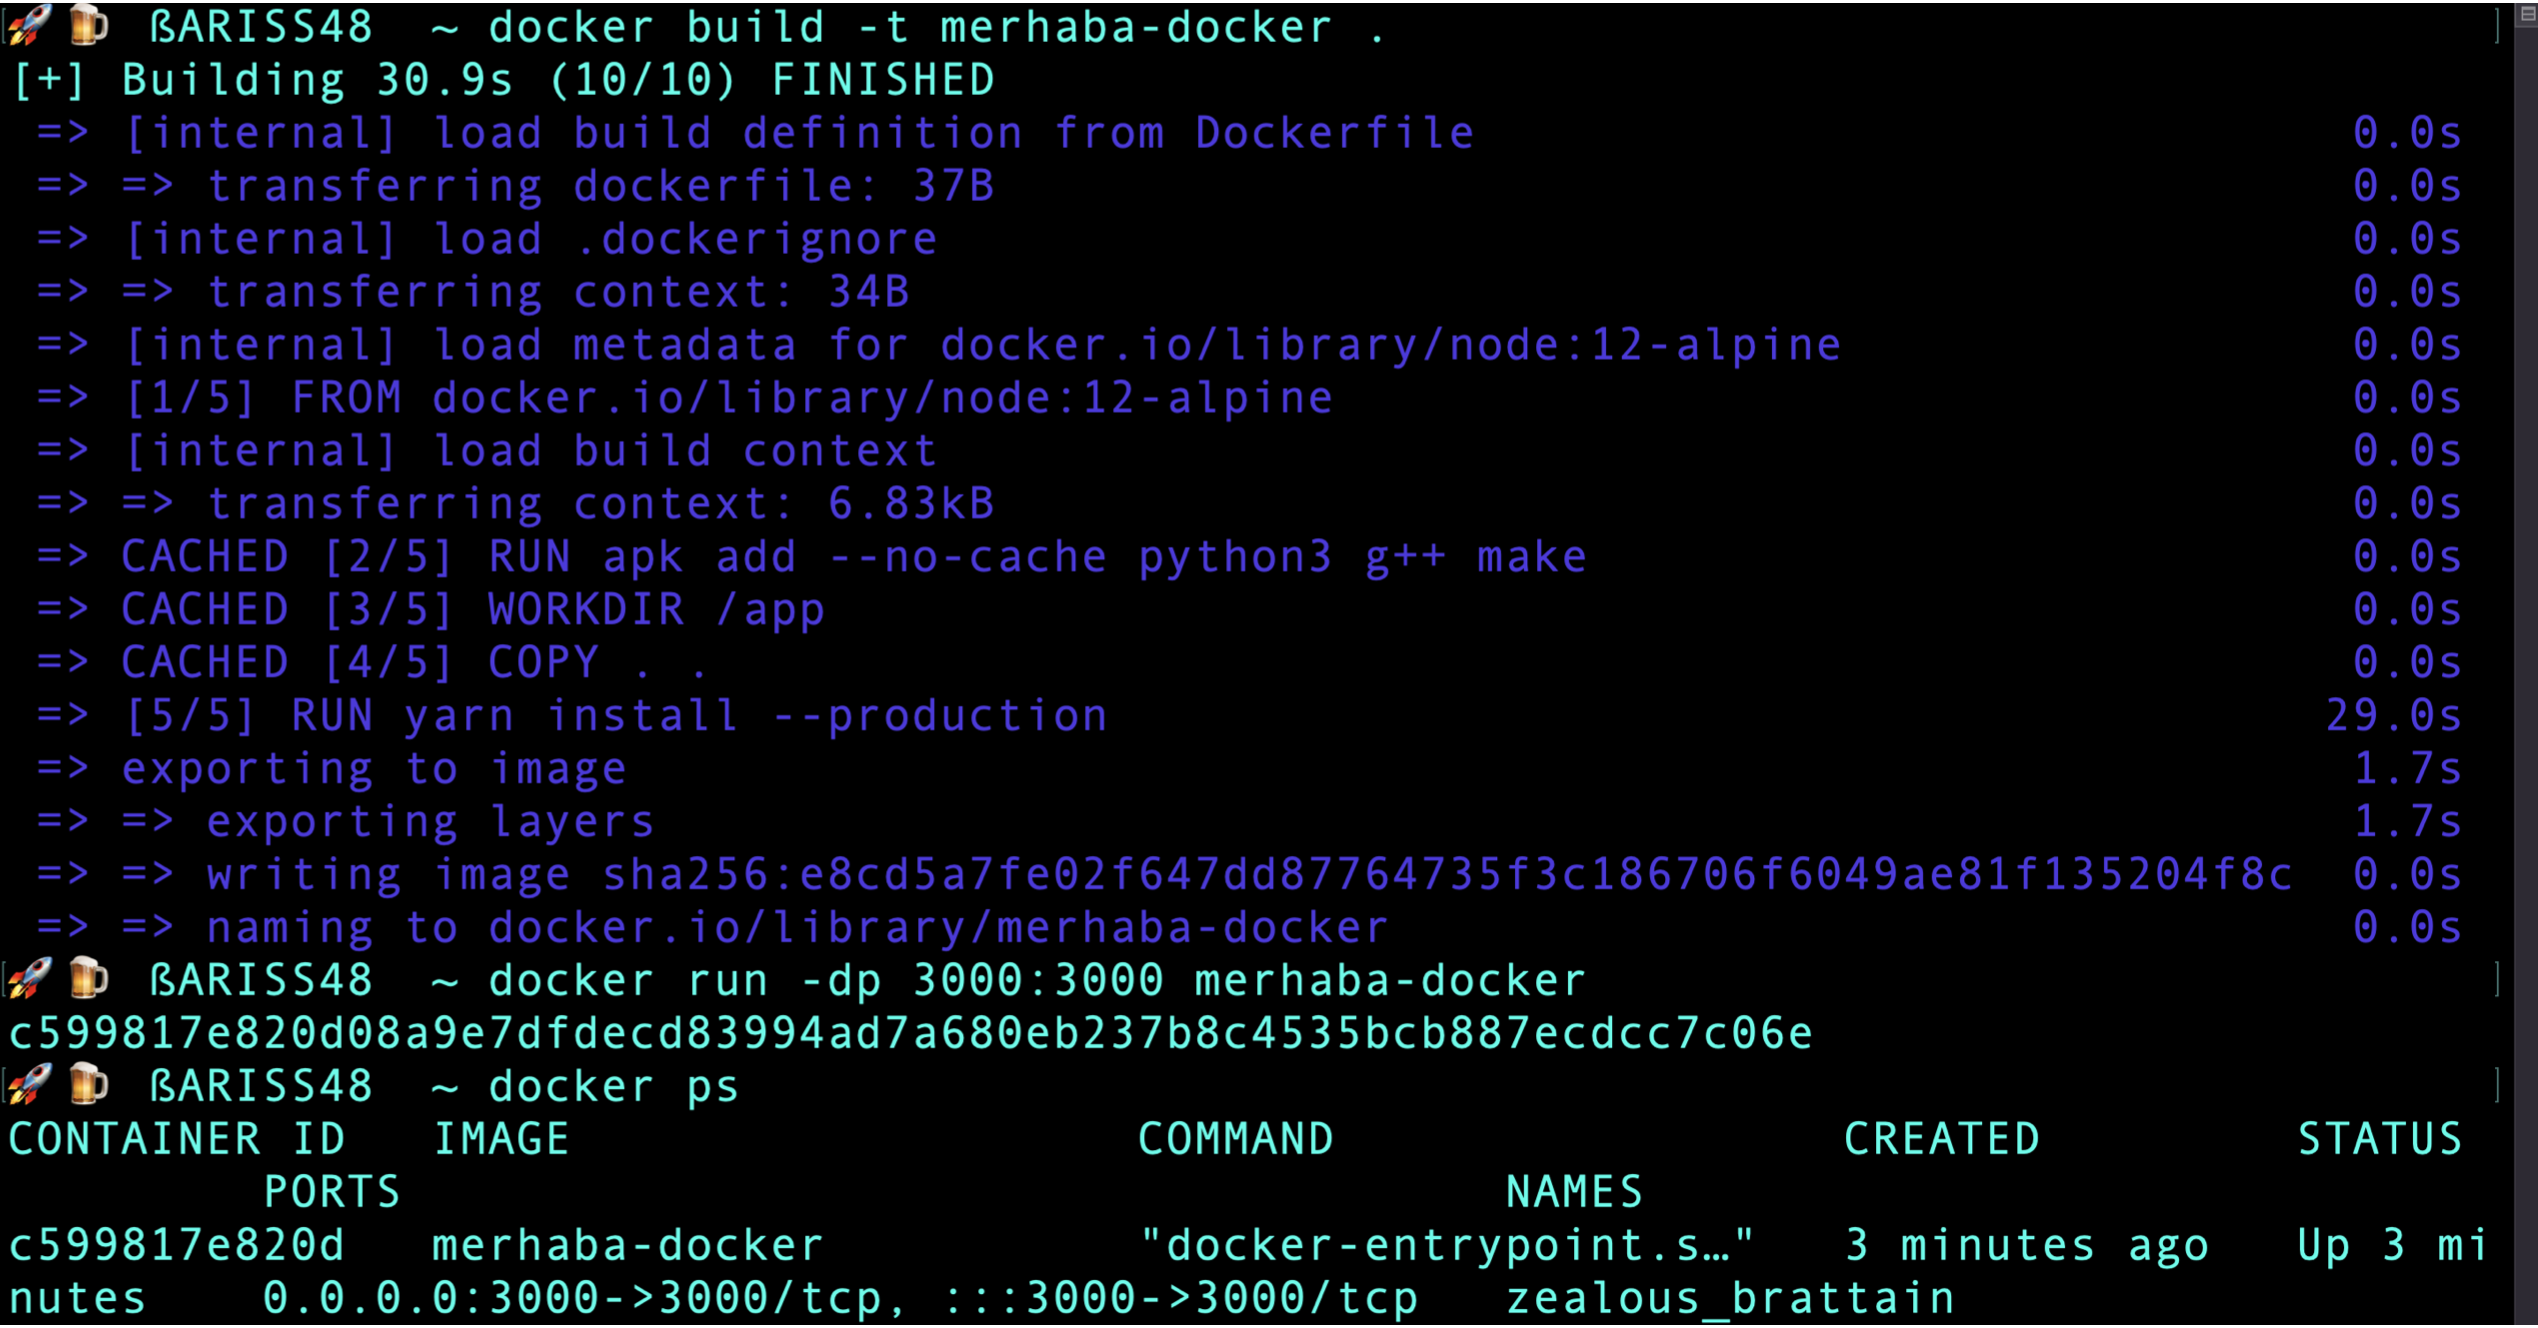 🚀🍺 ßARISS48 ~ docker build -t merhaba-docker .
[+] Building 30.9s (10/10) FINISHED
=> [internal] load build definition from Dockerfile 0.0s
=> => transferring dockerfile: 37B 0.0s
=> [internal] load .dockerignore 0.0s
=> => transferring context: 34B 0.0s
=> [internal] load metadata for docker.io/library/node:12-alpine 0.0s
=> [1/5] FROM docker.io/library/node:12-alpine 0.0s
=> [internal] load build context 0.0s
=> => transferring context: 6.83kB 0.0s
=> CACHED [2/5] RUN apk add --no-cache python3 g++ make 0.0s
=> CACHED [3/5] WORKDIR /app 0.0s
=> CACHED [4/5] COPY . . 0.0s
=> [5/5] RUN yarn install --production 29.0s
=> exporting to image 1.7s
=> => exporting layers 1.7s
=> => writing image sha256:e8cd5a7fe02f647dd87764735f3c186706f6049ae81f135204f8c 0.0s
=> => naming to docker.io/library/merhaba-docker 0.0s
🚀🍺 ßARISS48 ~ docker run -dp 3000:3000 merhaba-docker
c599817e820d08a9e7dfdecd83994ad7a680eb237b8c4535bcb887ecdcc7c06e
🚀🍺 ßARISS48 ~ docker ps
CONTAINER ID IMAGE COMMAND CREATED STATUS
PORTS NAMES
c599817e820d merhaba-docker "docker-entrypoint.s…" 3 minutes ago Up 3 mi
nutes 0.0.0.0:3000->3000/tcp, :::3000->3000/tcp zealous_brattain